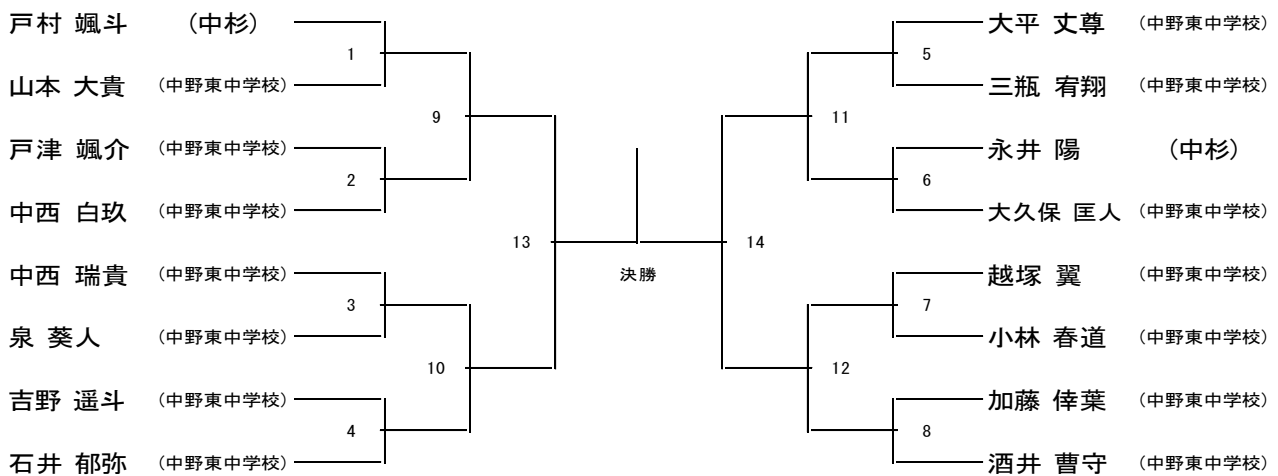 戸村 颯斗 (中杉)
1
山本 大貴 (中野東中学校)
9
戸津 颯介 (中野東中学校)
2
中西 白玖 (中野東中学校)
13
中西 瑞貴 (中野東中学校)
3
泉 葵人 (中野東中学校)
10
吉野 遥斗 (中野東中学校)
4
石井 郁弥 (中野東中学校)
決勝
大平 丈尊 (中野東中学校)
5
三瓶 宥翔 (中野東中学校)
11
永井 陽 (中杉)
6
大久保 匡人 (中野東中学校)
14
越塚 翼 (中野東中学校)
7
小林 春道 (中野東中学校)
12
加藤 倖葉 (中野東中学校)
8
酒井 曹守 (中野東中学校)